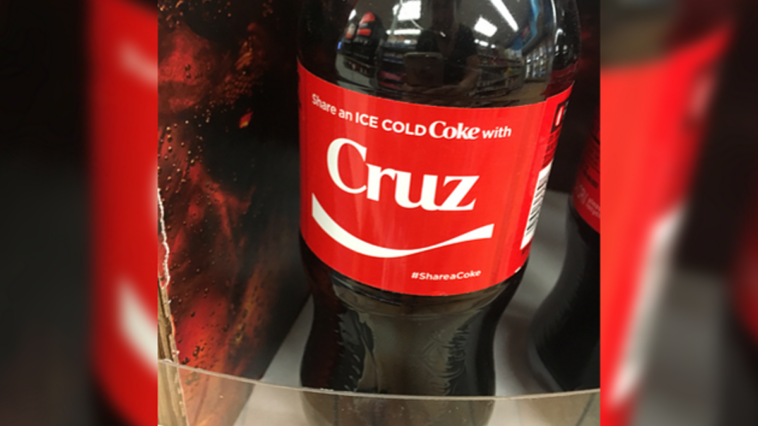 Share an ICE COLD Coke with
Cruz
#ShareaCoke